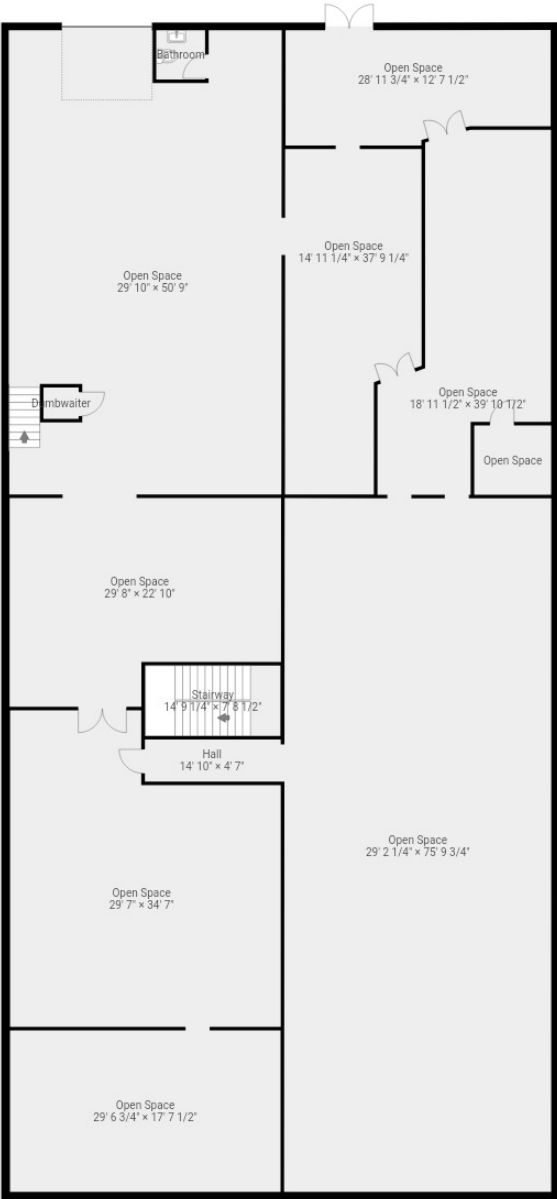 Bathroom
Open Space
28' 11 3/4" × 12' 7 1/2"
Open Space
14' 11 1/4" × 37' 9 1/4"
Open Space
29' 10" × 50' 9"
Dumbwaiter
Open Space
18' 11 1/2" × 39' 10 1/2"
Open Space
Open Space
29' 8" × 22' 10"
Stairway
14' 9 1/4" × 7' 8 1/2"
Hall
14' 10" × 4' 7"
Open Space
29' 2 1/4" × 75' 9 3/4"
Open Space
29' 7" × 34' 7"
Open Space
29' 6 3/4" × 17' 7 1/2"